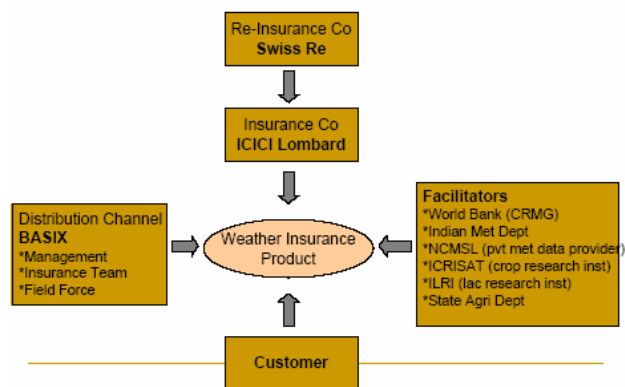 Re-Insurance Co
Swiss Re
Insurance Co
ICICI Lombard
Distribution Channel
BASIX
*Management
*Insurance Team
*Field Force
Weather Insurance
Product
Facilitators
*World Bank (CRMG)
*Indian Met Dept
*NCMSL (pvt met data provider)
*ICRISAT (crop research inst)
*ILRI (lac research inst)
*State Agri Dept
Customer